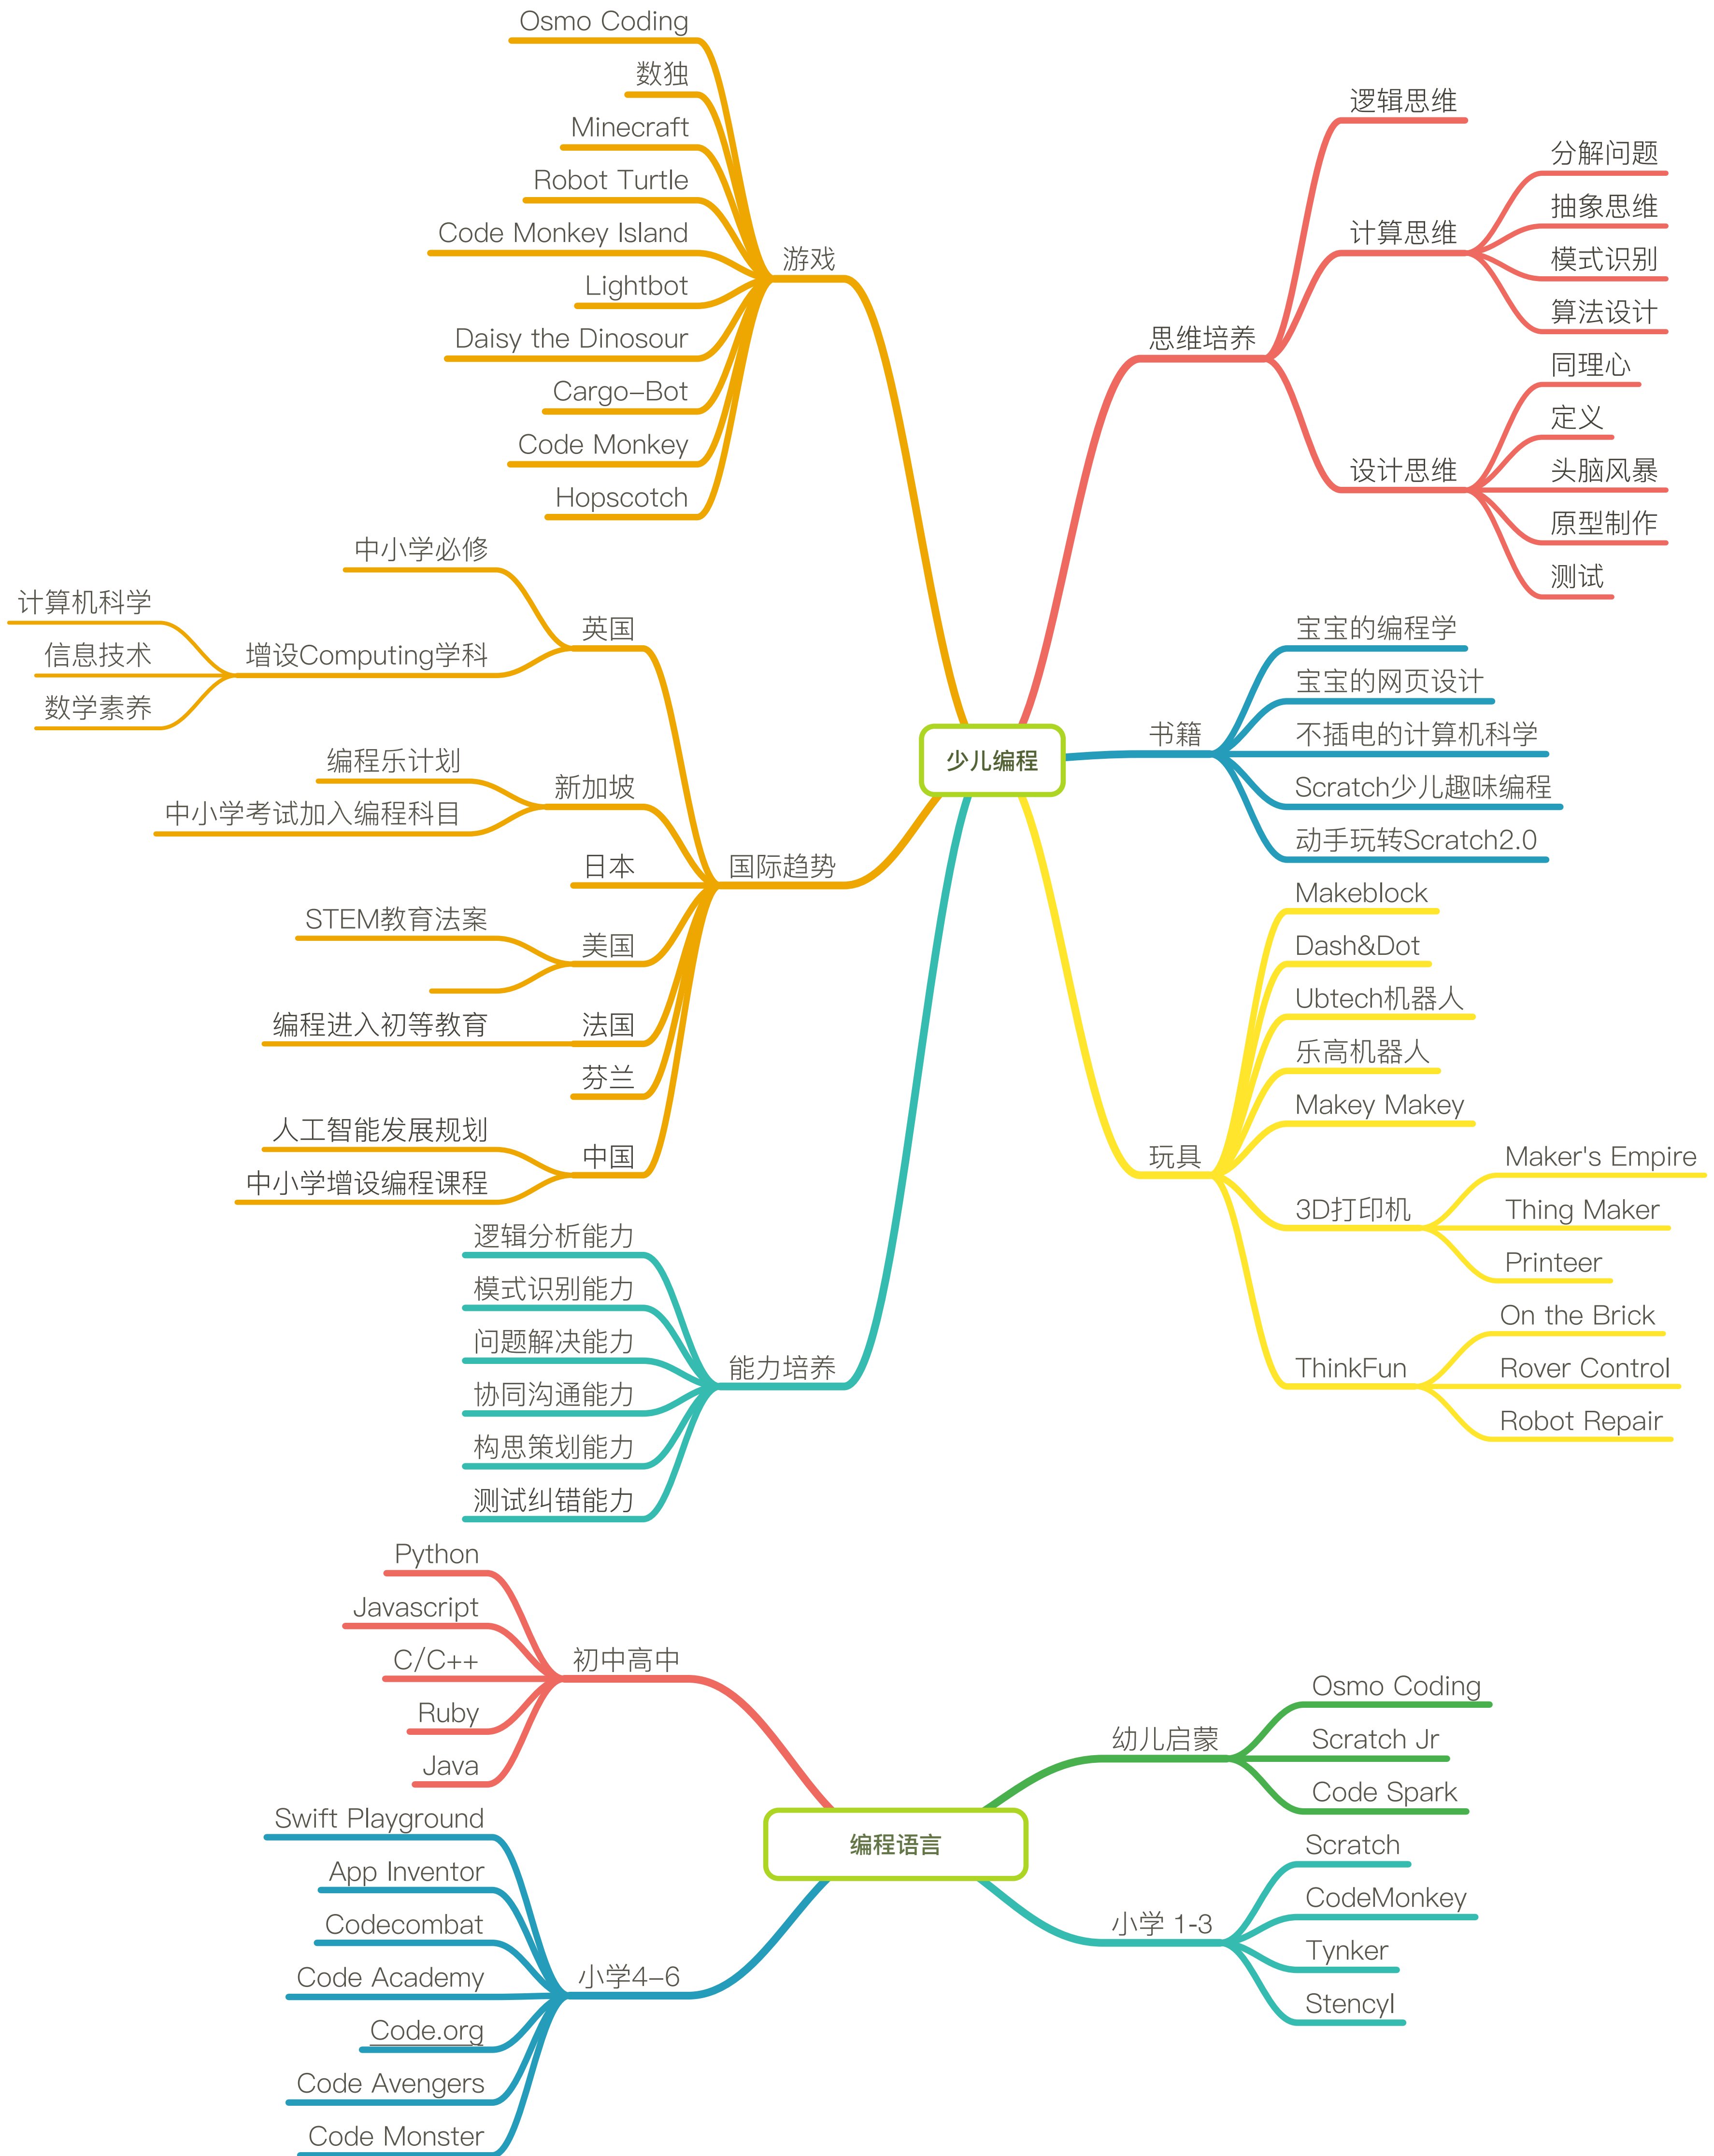 少儿编程
游戏
Osmo Coding
数独
Minecraft
Robot Turtle
Code Monkey Island
Lightbot
Daisy the Dinosour
Cargo-Bot
Code Monkey
Hopscotch
国际趋势
英国
中小学必修
增设Computing学科
计算机科学
信息技术
数学素养
新加坡
编程乐计划
中小学考试加入编程科目
日本
美国
STEM教育法案
法国
编程进入初等教育
芬兰
中国
人工智能发展规划
中小学增设编程课程
能力培养
逻辑分析能力
模式识别能力
问题解决能力
协同沟通能力
构思策划能力
测试纠错能力
思维培养
逻辑思维
计算思维
分解问题
抽象思维
模式识别
算法设计
设计思维
同理心
定义
头脑风暴
原型制作
测试
书籍
宝宝的编程学
宝宝的网页设计
不插电的计算机科学
Scratch少儿趣味编程
动手玩转Scratch2.0
玩具
Makeblock
Dash&Dot
Ubtech机器人
乐高机器人
Makey Makey
3D打印机
Maker's Empire
Thing Maker
Printeer
ThinkFun
On the Brick
Rover Control
Robot Repair
编程语言
初中高中
Python
Javascript
C/C++
Ruby
Java
小学4-6
Swift Playground
App Inventor
Codecombat
Code Academy
Code.org
Code Avengers
Code Monster
幼儿启蒙
Osmo Coding
Scratch Jr
Code Spark
小学 1-3
Scratch
CodeMonkey
Tynker
Stencyl